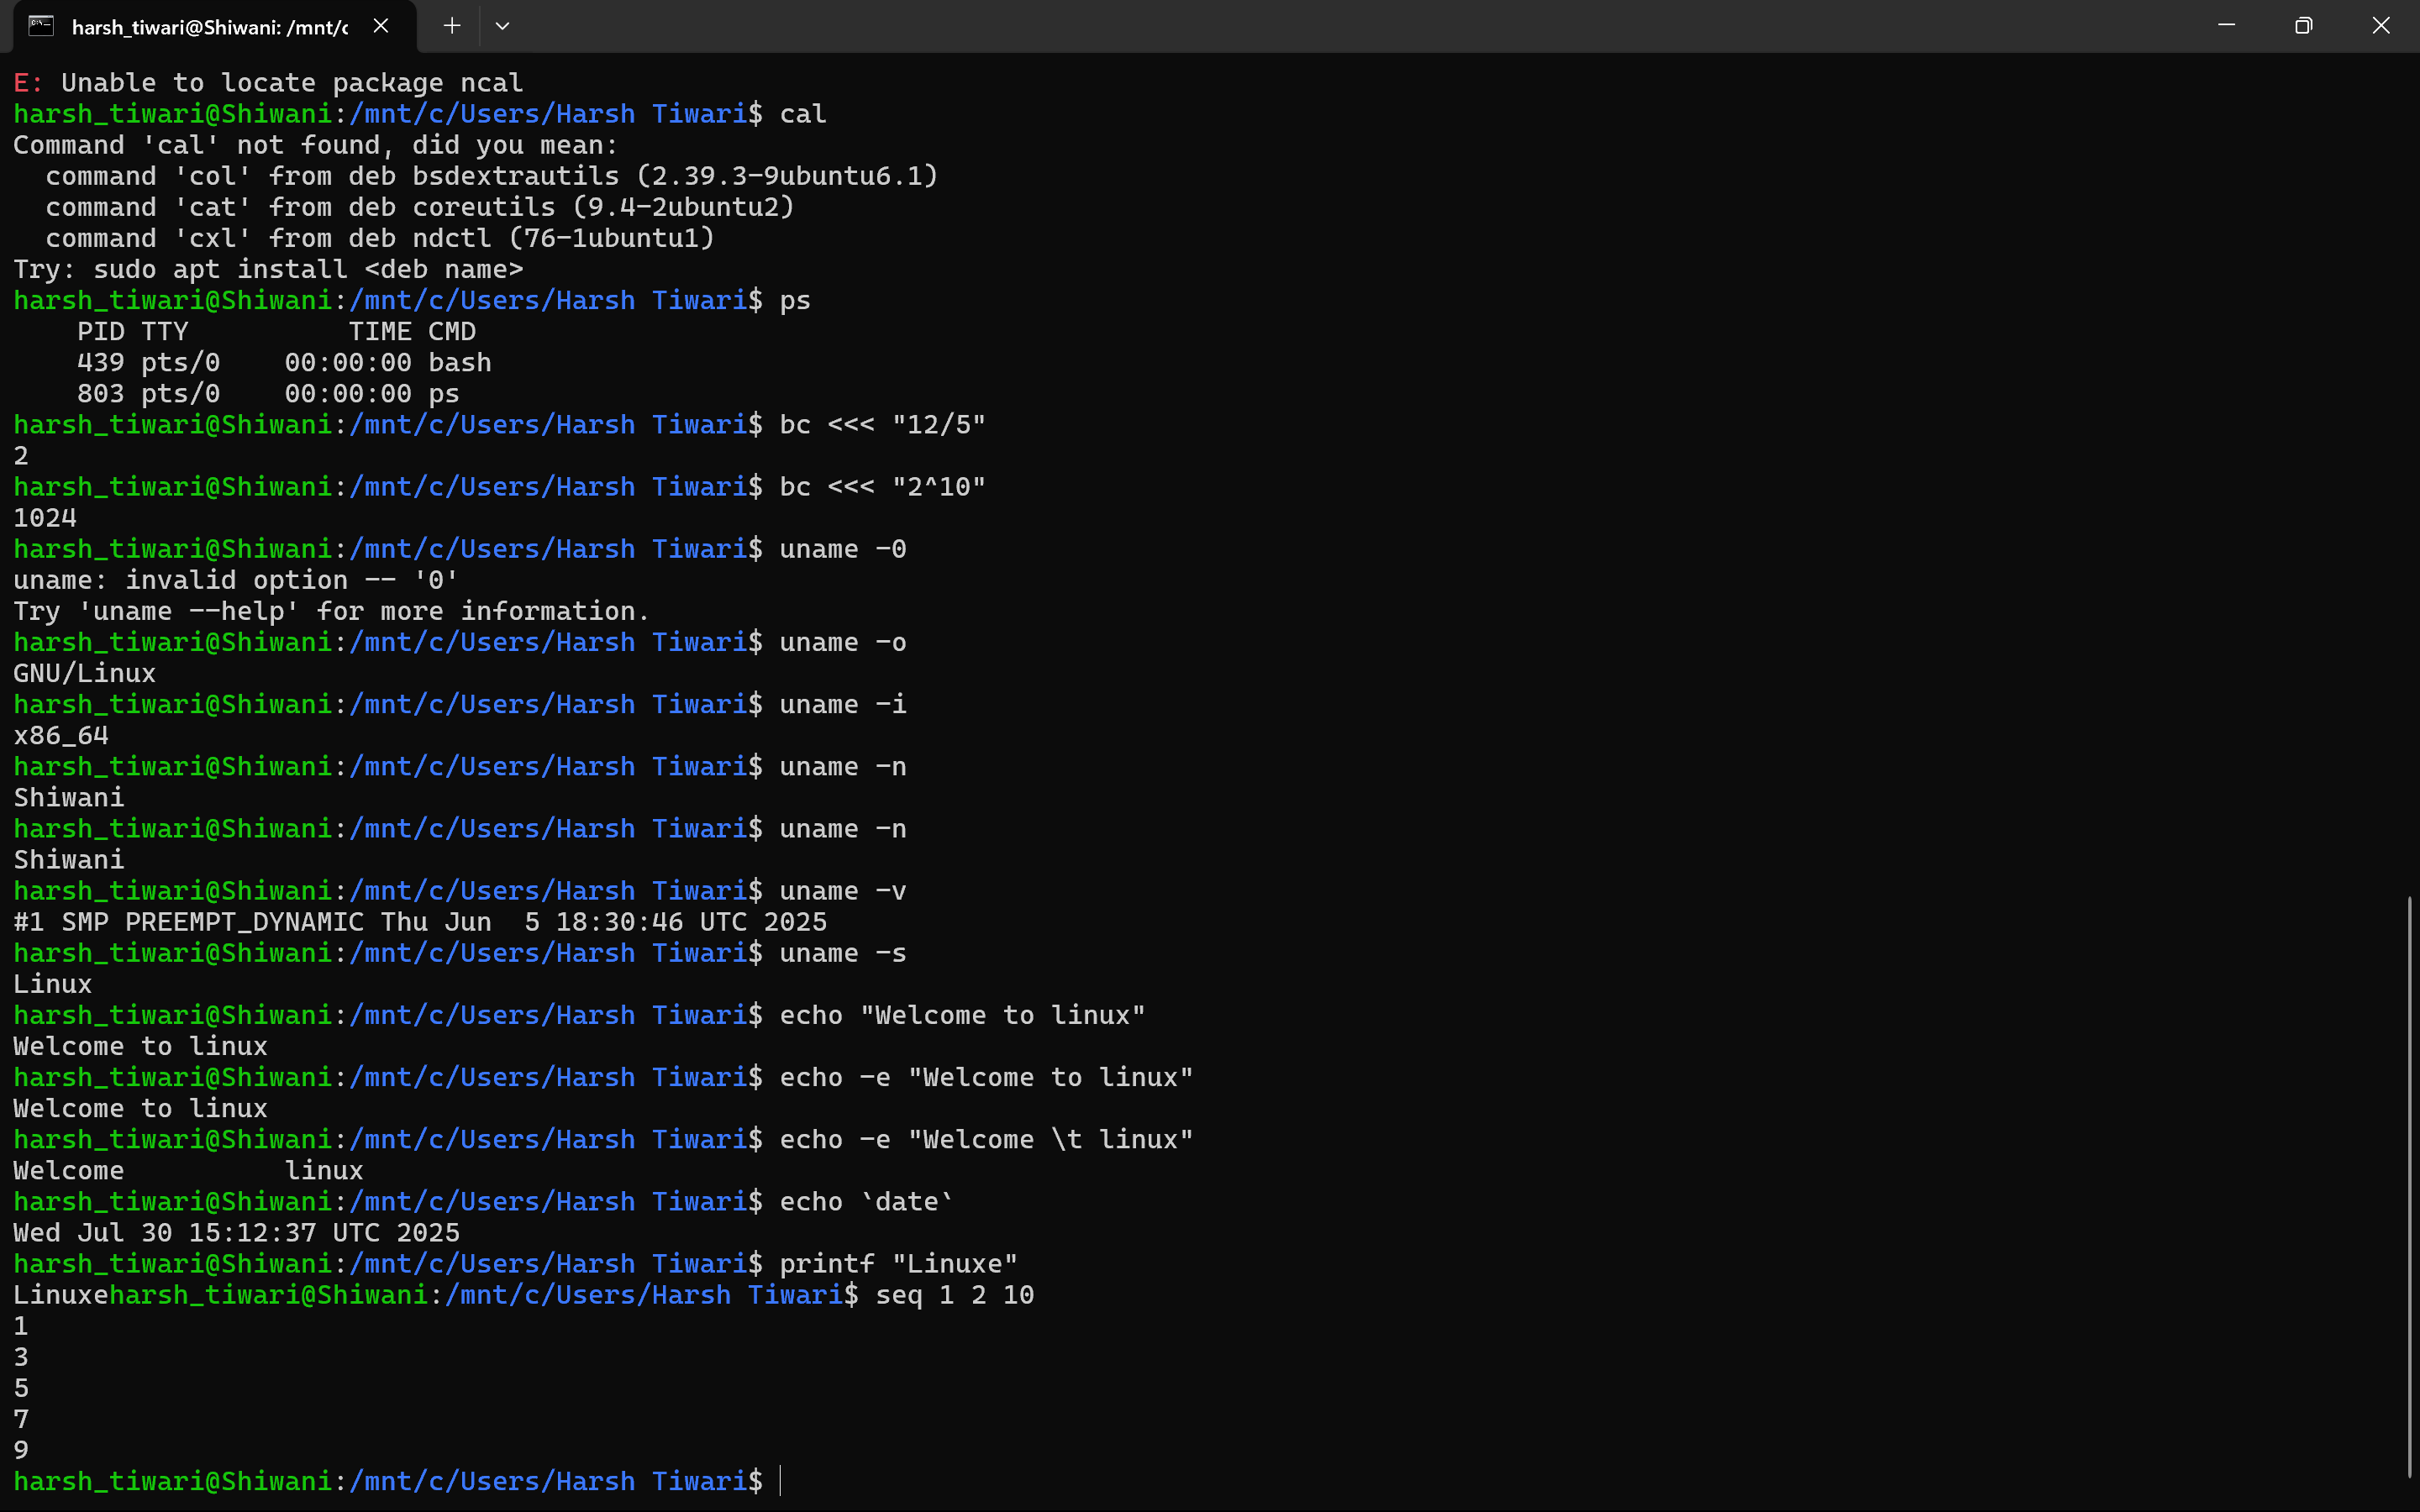 harsh_tiwari@Shiwani: /mnt/c
E: Unable to locate package ncal
harsh_tiwari@Shiwani:/mnt/c/Users/Harsh Tiwari$ cal
Command 'cal' not found, did you mean:
  command 'col' from deb bsdextrautils (2.39.3-9ubuntu6.1)
  command 'cat' from deb coreutils (9.4-2ubuntu2)
  command 'cxl' from deb ndctl (76-1ubuntu1)
Try: sudo apt install <deb name>
harsh_tiwari@Shiwani:/mnt/c/Users/Harsh Tiwari$ ps
    PID TTY          TIME CMD
    439 pts/0    00:00:00 bash
    803 pts/0    00:00:00 ps
harsh_tiwari@Shiwani:/mnt/c/Users/Harsh Tiwari$ bc <<< "12/5"
2
harsh_tiwari@Shiwani:/mnt/c/Users/Harsh Tiwari$ bc <<< "2^10"
1024
harsh_tiwari@Shiwani:/mnt/c/Users/Harsh Tiwari$ uname -0
uname: invalid option -- '0'
Try 'uname --help' for more information.
harsh_tiwari@Shiwani:/mnt/c/Users/Harsh Tiwari$ uname -o
GNU/Linux
harsh_tiwari@Shiwani:/mnt/c/Users/Harsh Tiwari$ uname -i
x86_64
harsh_tiwari@Shiwani:/mnt/c/Users/Harsh Tiwari$ uname -n
Shiwani
harsh_tiwari@Shiwani:/mnt/c/Users/Harsh Tiwari$ uname -n
Shiwani
harsh_tiwari@Shiwani:/mnt/c/Users/Harsh Tiwari$ uname -v
#1 SMP PREEMPT_DYNAMIC Thu Jun  5 18:30:46 UTC 2025
harsh_tiwari@Shiwani:/mnt/c/Users/Harsh Tiwari$ uname -s
Linux
harsh_tiwari@Shiwani:/mnt/c/Users/Harsh Tiwari$ echo "Welcome to linux"
Welcome to linux
harsh_tiwari@Shiwani:/mnt/c/Users/Harsh Tiwari$ echo -e "Welcome to linux"
Welcome to linux
harsh_tiwari@Shiwani:/mnt/c/Users/Harsh Tiwari$ echo -e "Welcome \t linux"
Welcome          linux
harsh_tiwari@Shiwani:/mnt/c/Users/Harsh Tiwari$ echo `date`
Wed Jul 30 15:12:37 UTC 2025
harsh_tiwari@Shiwani:/mnt/c/Users/Harsh Tiwari$ printf "Linuxe"
Linuxeharsh_tiwari@Shiwani:/mnt/c/Users/Harsh Tiwari$ seq 1 2 10
1
3
5
7
9
harsh_tiwari@Shiwani:/mnt/c/Users/Harsh Tiwari$